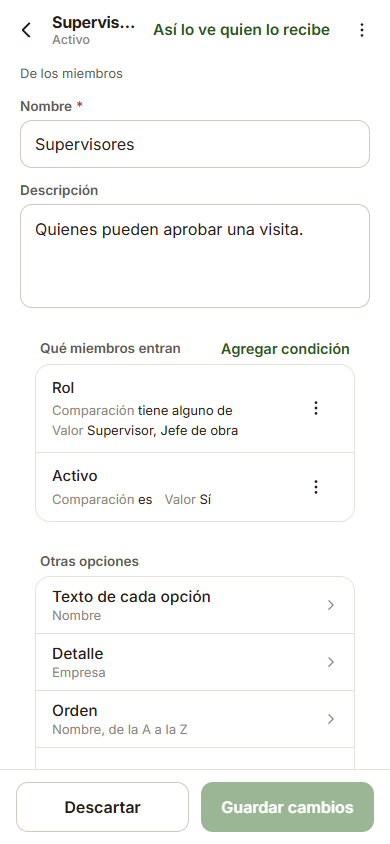 Supervis...
Activo
Así lo ve quien lo recibe
De los miembros
Nombre *
Supervisores
Descripción
Quienes pueden aprobar una visita.
Qué miembros entran
Agregar condición
Rol
Comparación tiene alguno de
Valor Supervisor, Jefe de obra
Activo
Comparación es Valor Sí
Otras opciones
Texto de cada opción
Nombre
Detalle
Empresa
Orden
Nombre, de la A a la Z
Descartar
Guardar cambios